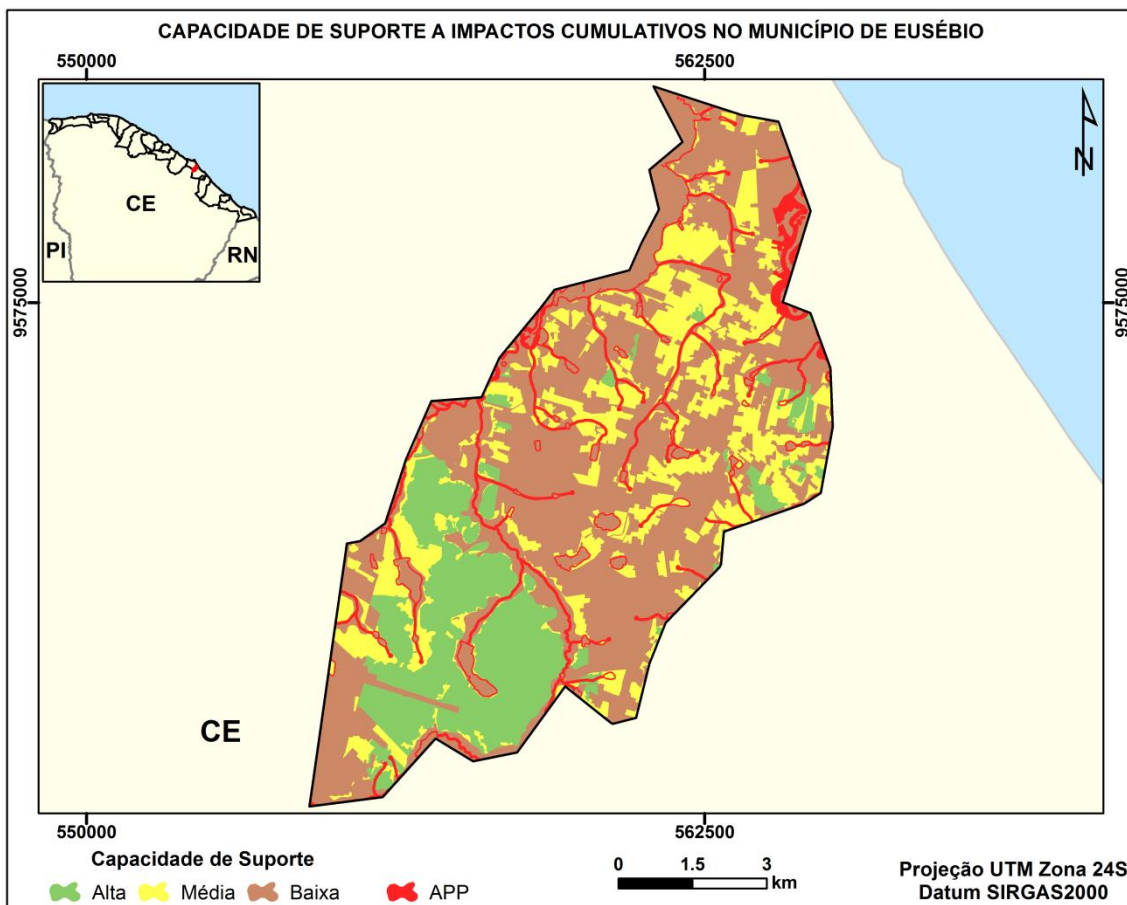 CAPACIDADE DE SUPORTE A IMPACTOS CUMULATIVOS NO MUNICÍPIO DE EUSÉBIO
550000
562500
CE
PI
RN
N
9575000
9575000
CE
550000
562500
Capacidade de Suporte
Alta
Média
Baixa
APP
0
1.5
3
km
Projeção UTM Zona 24S
Datum SIRGAS2000